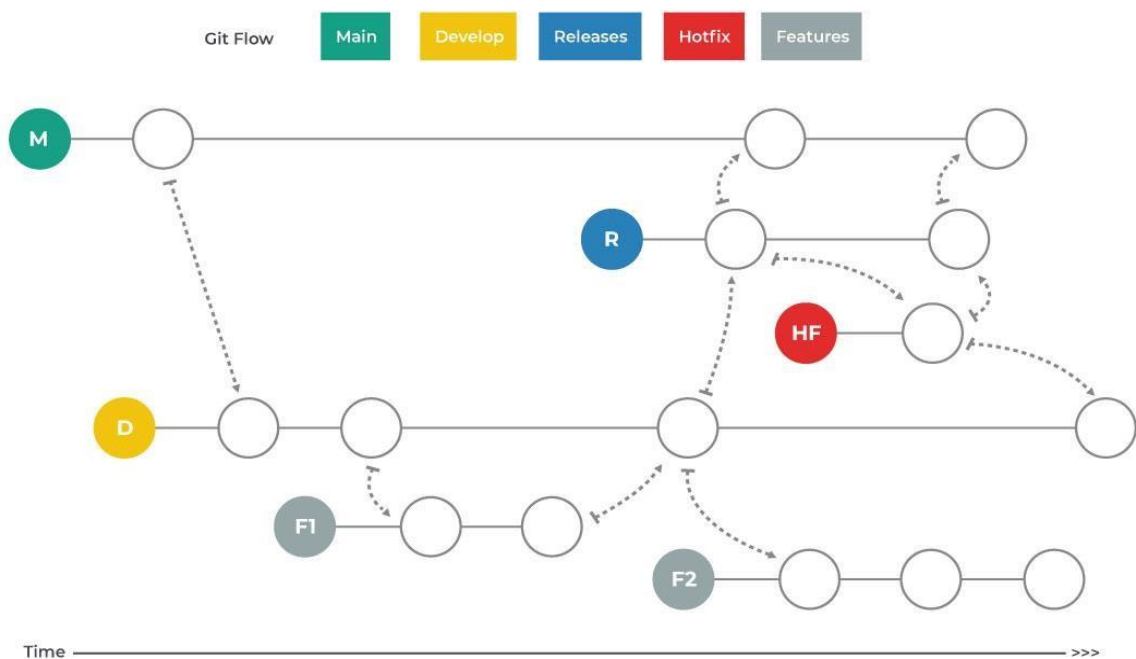 Git Flow Main Develop Releases Hotfix Features
M
R
HF
D
F1
F2
Time >>>